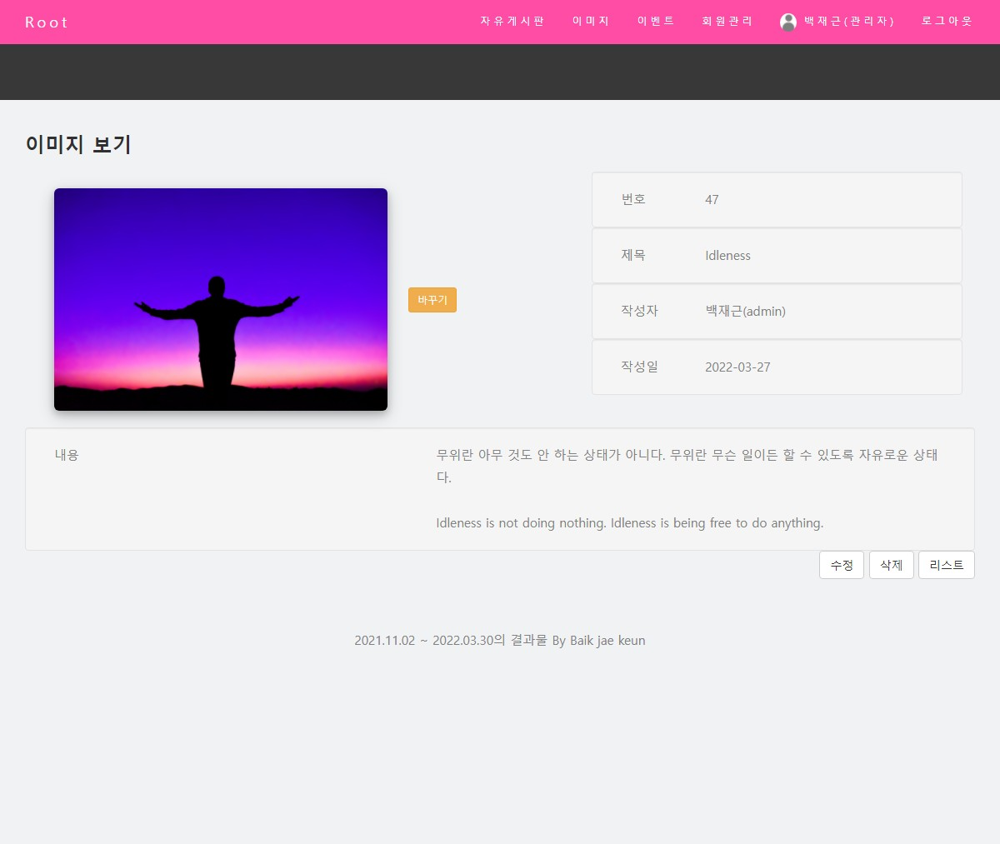 Root
자유게시판 이미지 이벤트 회원관리 백재근(관리자) 로그아웃
이미지 보기
바꾸기
번호 47
제목 Idleness
작성자 백재근(admin)
작성일 2022-03-27
내용 무위란 아무 것도 안 하는 상태가 아니다. 무위란 무슨 일이든 할 수 있도록 자유로운 상태
다.
Idleness is not doing nothing. Idleness is being free to do anything.
수정 삭제 리스트
2021.11.02 ~ 2022.03.30의 결과물 By Baik jae keun